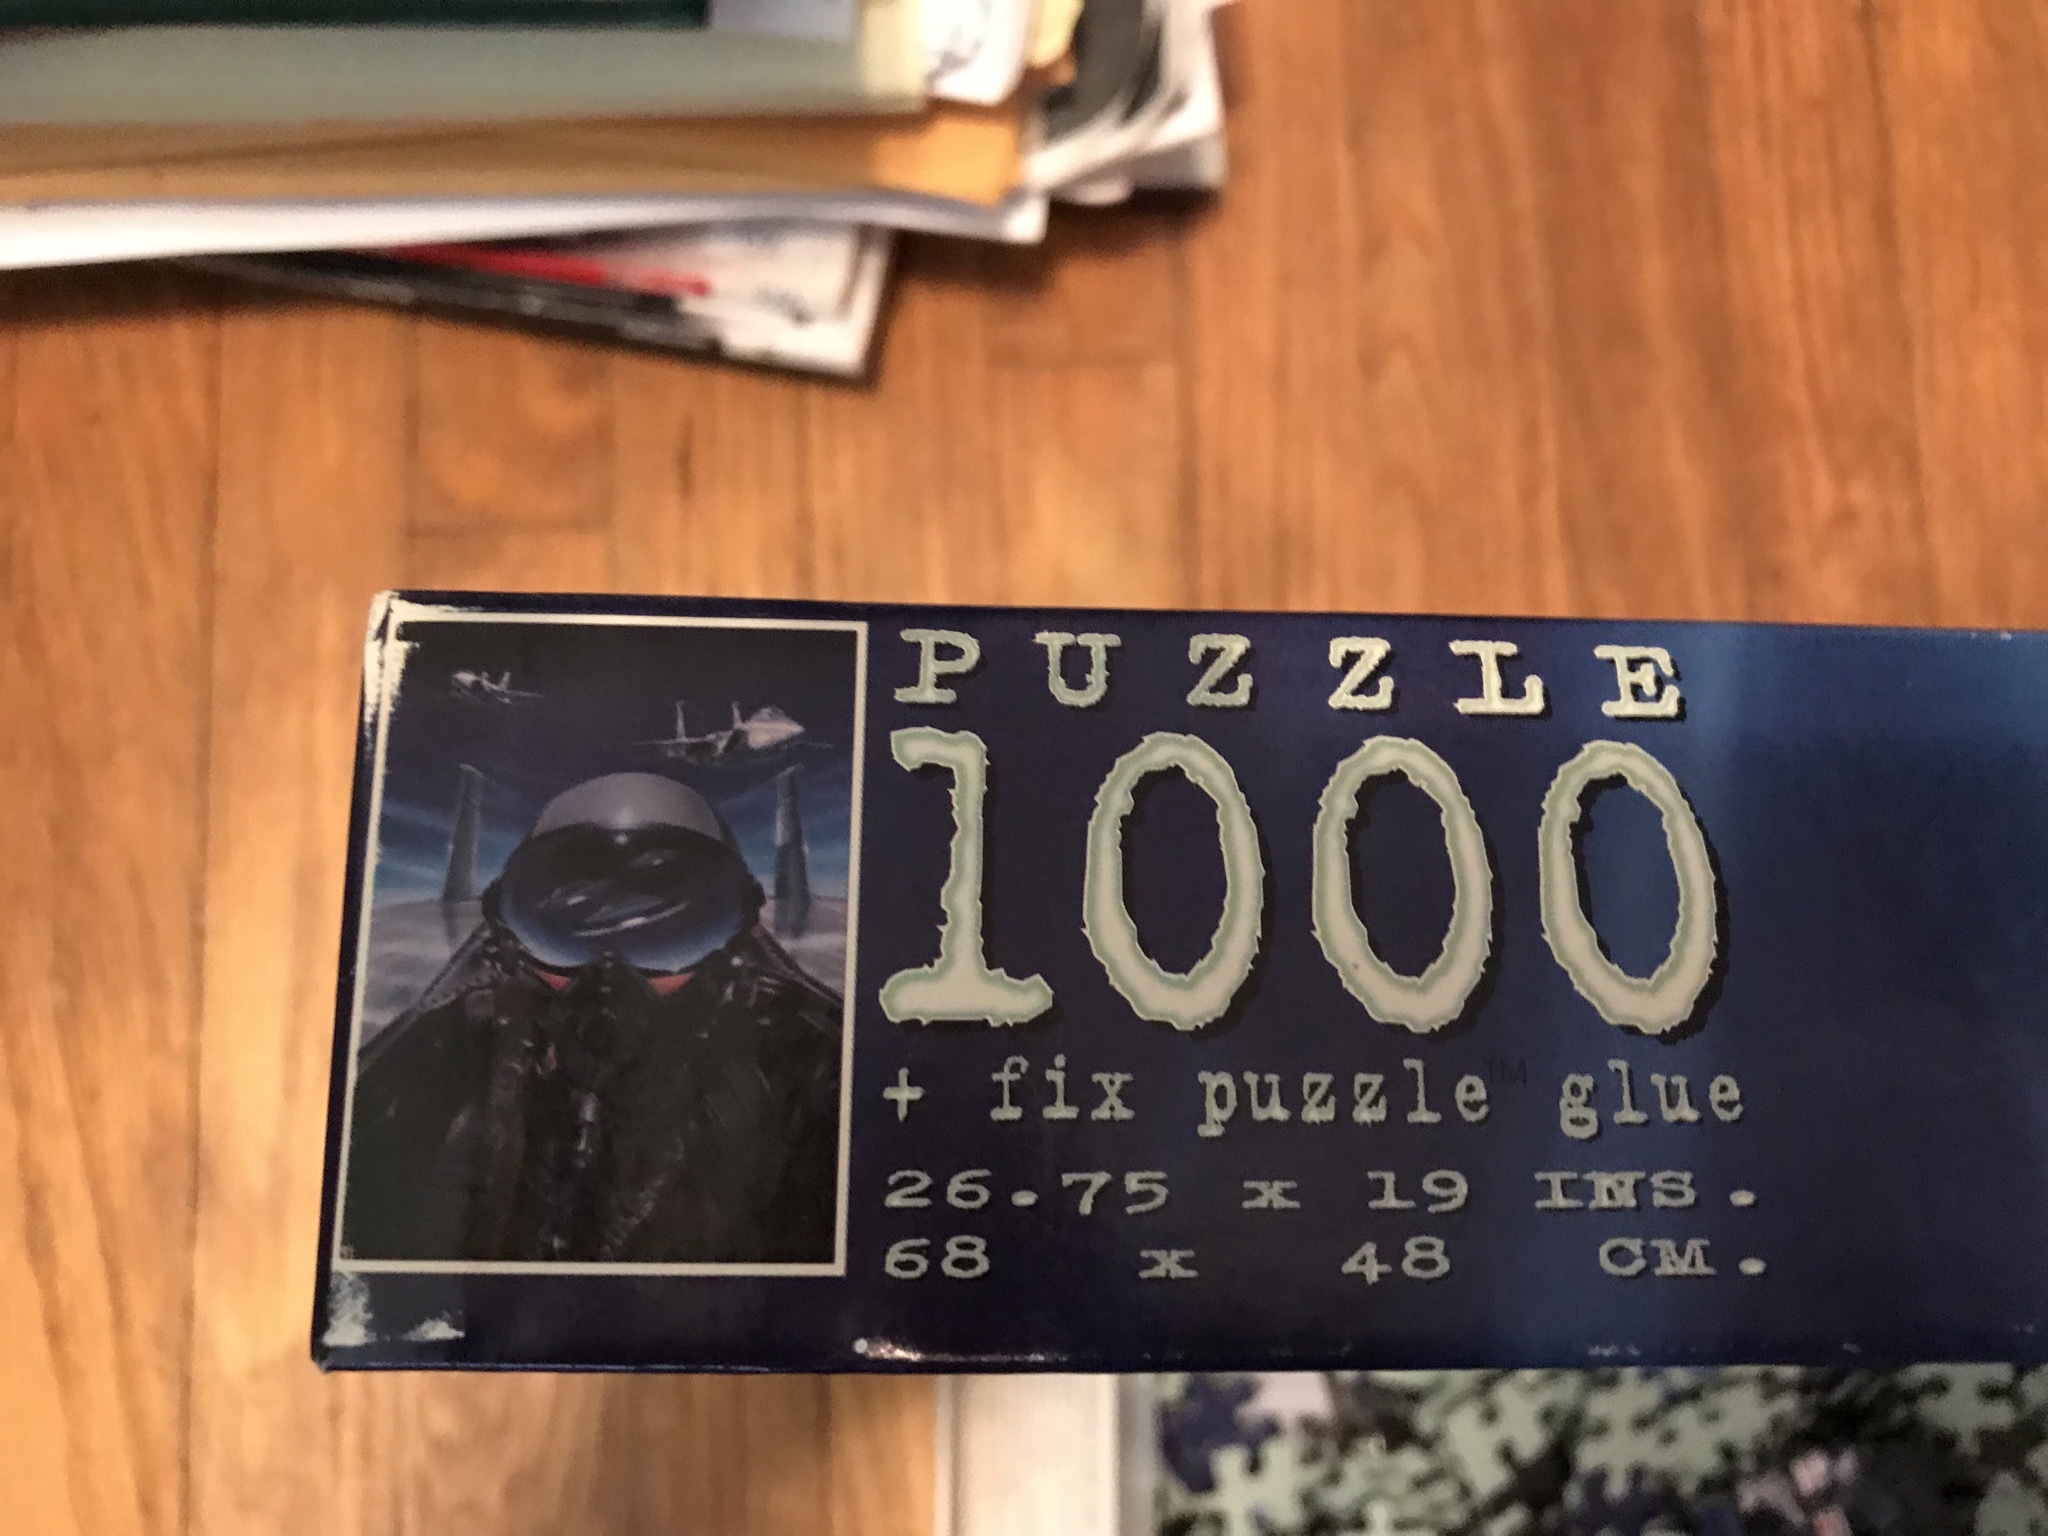 PUZZLE
1000
+ fix puzzle™ glue
26.75 x 19 INS.
68 x 48 CM.